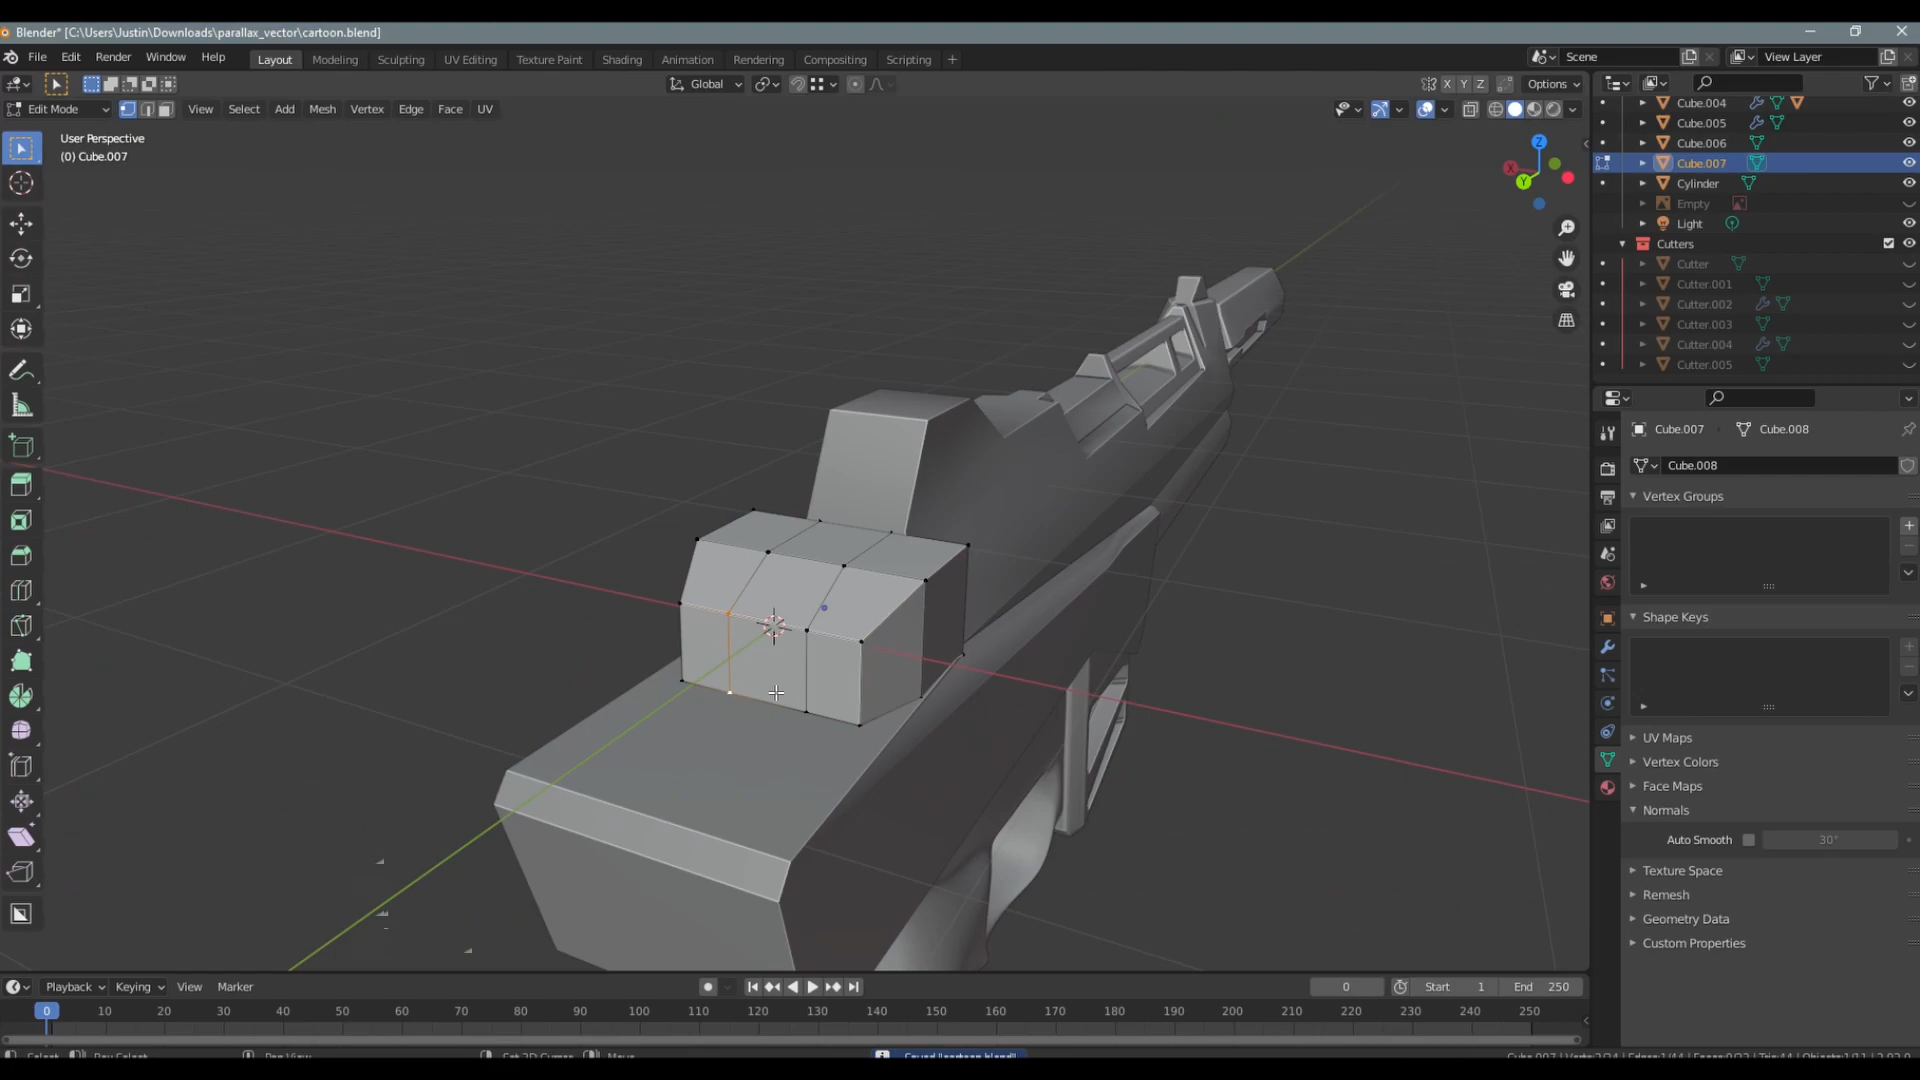 Blender* [C:\Users\Justin\Downloads\parallax_vector\cartoon.blend]
File Edit Render Window Help Layout Modeling Sculpting UV Editing Texture Paint Shading Animation Rendering Compositing Scripting + Scene View Layer
Global X Y Z Options
Edit Mode View Select Add Mesh Vertex Edge Face UV
User Perspective
(0) Cube.007
Z
X
Y
Cube.004
Cube.005
Cube.006
Cube.007
Cylinder
Empty
Light
Cutters
Cutter
Cutter.001
Cutter.002
Cutter.003
Cutter.004
Cutter.005
Cube.007 Cube.008
Cube.008
Vertex Groups
Shape Keys
UV Maps
Vertex Colors
Face Maps
Normals
Auto Smooth 30°
Texture Space
Remesh
Geometry Data
Custom Properties
Playback Keying View Marker 0 Start 1 End 250
0 10 20 30 40 50 60 70 80 90 100 110 120 130 140 150 160 170 180 190 200 210 220 230 240 250
Saved "cartoon.blend"